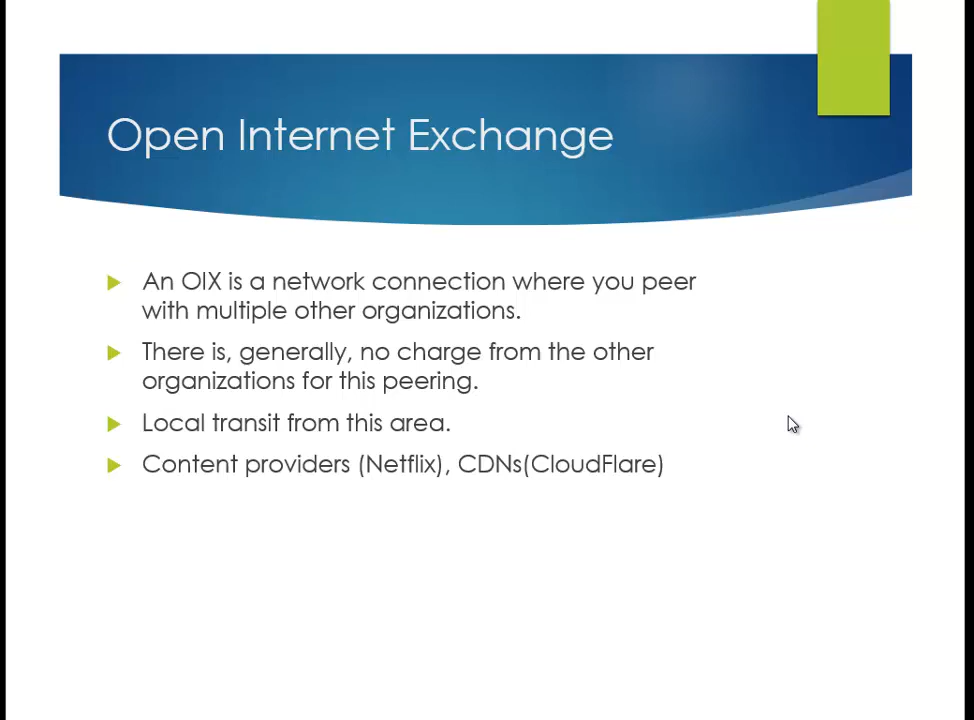 Open Internet Exchange
An OIX is a network connection where you peer
with multiple other organizations.
There is, generally, no charge from the other
organizations for this peering.
Local transit from this area.
Content providers (Netflix), CDNs(CloudFlare)